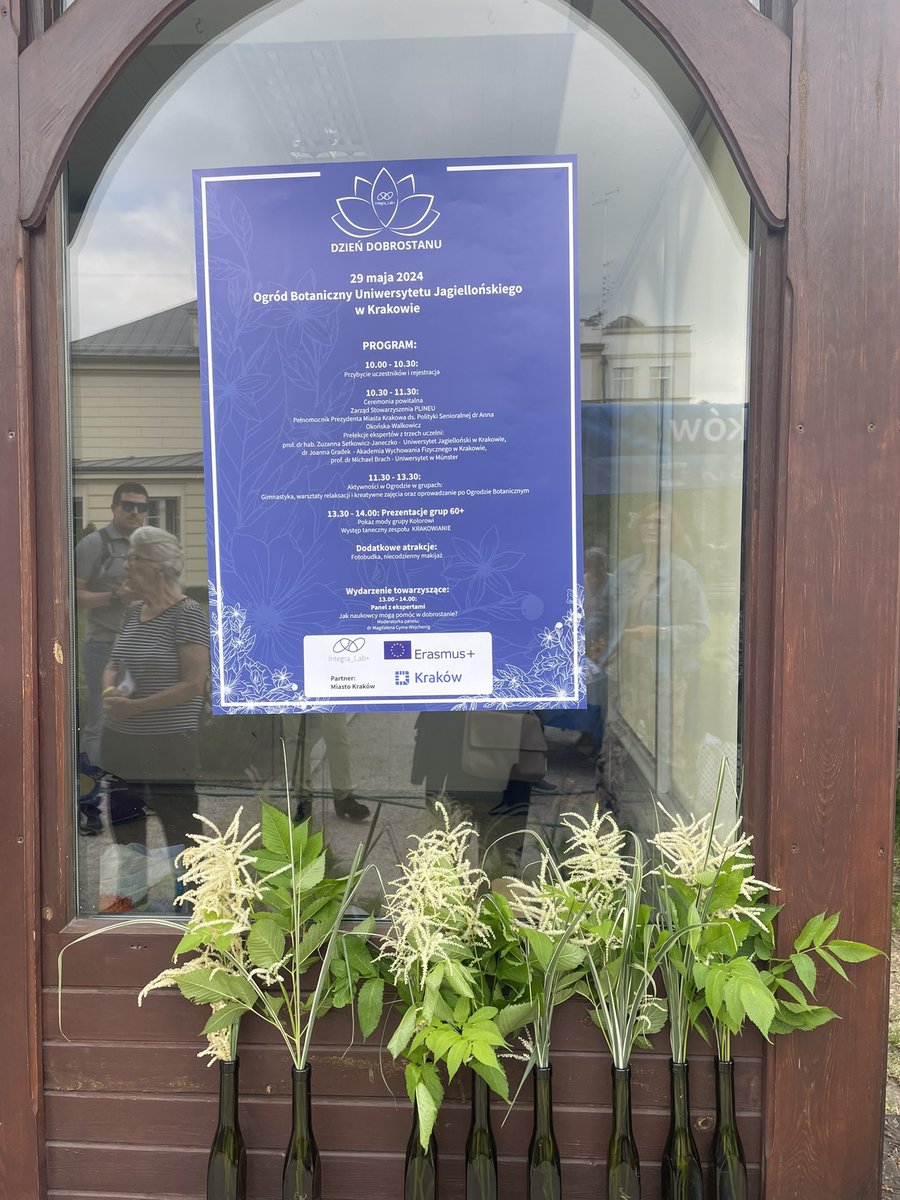 Integra_Lab+
DZIEŃ DOBROSTANU
29 maja 2024
Ogród Botaniczny Uniwersytetu Jagiellońskiego
w Krakowie
PROGRAM:
10.00 - 10.30:
Przybycie uczestników i rejestracja
10.30 - 11.30:
Ceremonia powitalna
Zarząd Stowarzyszenia PLINEU
Pełnomocnik Prezydenta Miasta Krakowa ds. Polityki Senioralnej dr Anna
Okońska-Walkowicz
Prelekcje ekspertów z trzech uczelni:
prof. dr hab. Zuzanna Setkowicz-Janeczko - Uniwersytet Jagielloński w Krakowie,
dr Joanna Gradek - Akademia Wychowania Fizycznego w Krakowie,
prof. dr Michael Brach - Uniwersytet w Münster
11.30 - 13.30:
Aktywności w Ogrodzie w grupach:
Gimnastyka, warsztaty relaksacji i kreatywne zajęcia oraz oprowadzanie po Ogrodzie Botanicznym
13.30 - 14.00: Prezentacje grup 60+
Pokaz mody grupy Kolorowi
Występ taneczny zespołu KRAKOWIANIE
Dodatkowe atrakcje:
Fotobudka, niecodzienny makijaż
Wydarzenie towarzyszące:
13.00 - 14.00:
Panel z ekspertami
Jak naukowcy mogą pomóc w dobrostanie?
Moderatorka panelu:
dr Magdalena Cyrna-Wejchenig
Integra_Lab+
Erasmus+
Partner:
Miasto Kraków
Kraków